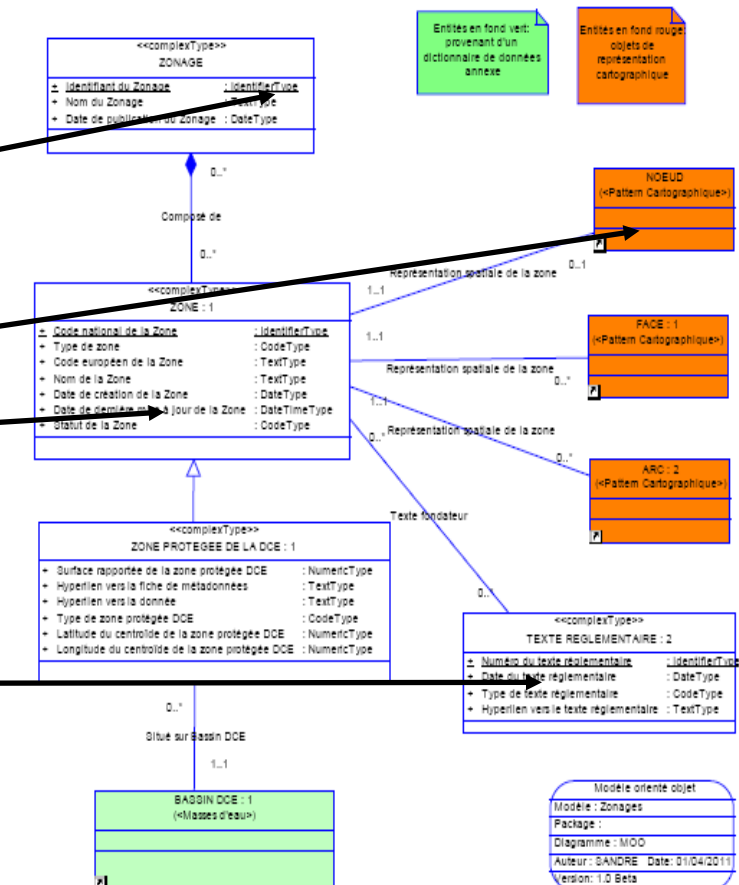 Entités en fond vert:
provenant d'un
dictionnaire de données
annexe
Entités en fond rouge:
objets de
représentation
cartographique
<<complexType>>
ZONAGE
+ Identifiant du Zonage : IdentifierType
+ Nom du Zonage : TextType
+ Date de publication du Zonage : DateType
0..*
Composé de
0..*
NOEUD
(<Pattern Cartographique>)
0..1
Représentation spatiale de la zone
1..1
<<complexType>>
ZONE : 1
+ Code national de la Zone : IdentifierType
+ Type de zone : CodeType
+ Code européen de la Zone : TextType
+ Nom de la Zone : TextType
+ Date de création de la Zone : DateType
+ Date de dernière mise à jour de la Zone : DateTimeType
+ Statut de la Zone : CodeType
1..1
Représentation spatiale de la zone
0..*
FACE : 1
(<Pattern Cartographique>)
1..1
Représentation spatiale de la zone
0..*
ARC : 2
(<Pattern Cartographique>)
0..*
Texte fondateur
0..*
<<complexType>>
ZONE PROTEGEE DE LA DCE : 1
+ Surface rapportée de la zone protégée DCE : NumericType
+ Hyperlien vers la fiche de métadonnées : TextType
+ Hyperlien vers la donnée : TextType
+ Type de zone protégée DCE : CodeType
+ Latitude du centroïde de la zone protégée DCE : NumericType
+ Longitude du centroïde de la zone protégée DCE : NumericType
<<complexType>>
TEXTE REGLEMENTAIRE : 2
+ Numéro du texte réglementaire : IdentifierType
+ Date du texte réglementaire : DateType
+ Type de texte réglementaire : CodeType
+ Hyperlien vers le texte réglementaire : TextType
0..*
Situé sur Bassin DCE
1..1
BASSIN DCE : 1
(<Masses d'eau>)
Modèle orienté objet
Modèle : Zonages
Package :
Diagramme : MOO
Auteur : SANDRE Date: 01/04/2011
Version: 1.0 Beta